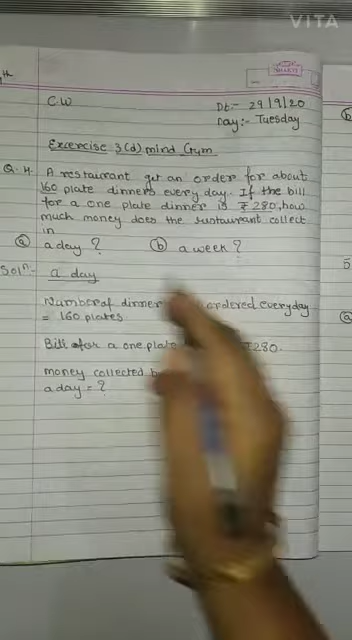 VITA
C.W
Dt:- 29/9/20
Day:- Tuesday
Excercise 3(d) mind Gym
Q.4. A restaurant get an order for about
160 plate dinners every day. If the bill
for a one plate dinner is ₹280, how
much money does the restaurant collect
in
(a) a day ? (b) a week ?
Soln:- a day
Number of dinner ordered everyday
= 160 plates.
Bill for a one plate ₹280.
money collected
a day = ?